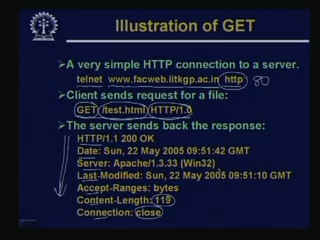 Illustration of GET
➢A very simple HTTP connection to a server.
telnet www.facweb.iitkgp.ac.in http 80
➢Client sends request for a file:
GET /test.html HTTP/1.0
➢The server sends back the response:
HTTP/1.1 200 OK
Date: Sun, 22 May 2005 09:51:42 GMT
Server: Apache/1.3.33 (Win32)
Last-Modified: Sun, 22 May 2005 09:51:10 GMT
Accept-Ranges: bytes
Content-Length: 119
Connection: close